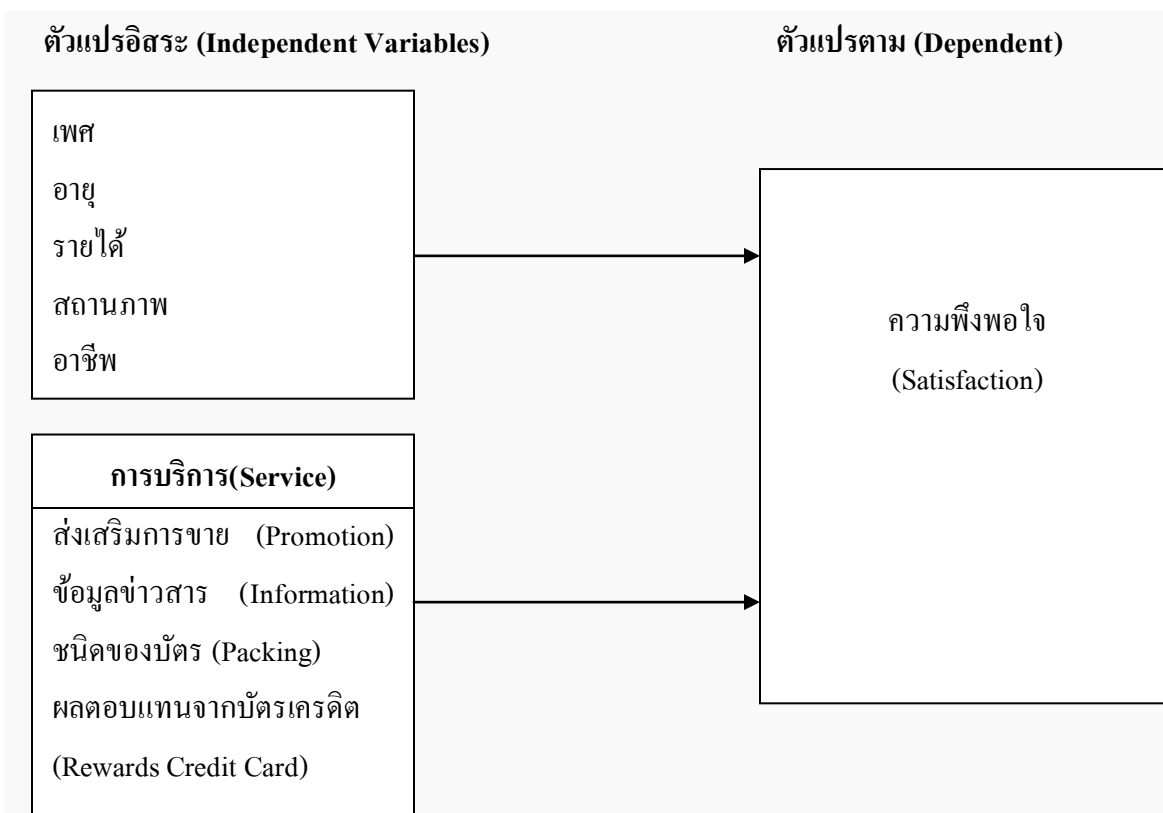 ตัวแปรอิสระ (Independent Variables)
ตัวแปรตาม (Dependent)
เพศ
อายุ
รายได้
สถานภาพ
อาชีพ
ความพึงพอใจ
(Satisfaction)
การบริการ(Service)
ส่งเสริมการขาย (Promotion)
ข้อมูลข่าวสาร (Information)
ชนิดของบัตร (Packing)
ผลตอบแทนจากบัตรเครดิต
(Rewards Credit Card)